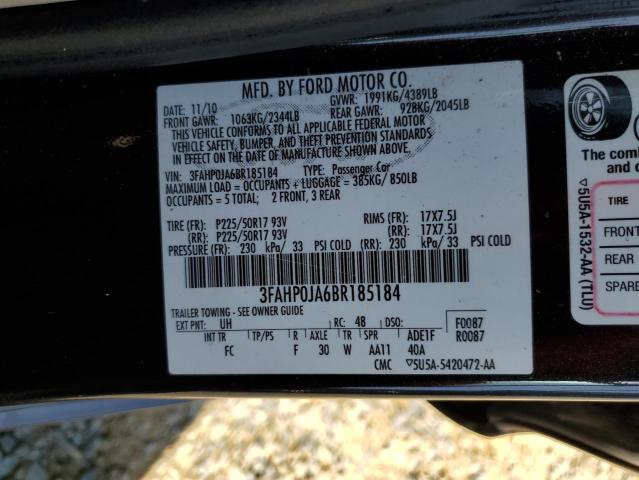 MFD. BY FORD MOTOR CO.
DATE: 11/10 GVWR: 1991KG/4389LB
FRONT GAWR: 1063KG/2344LB REAR GAWR: 928KG/2045LB
THIS VEHICLE CONFORMS TO ALL APPLICABLE FEDERAL MOTOR
VEHICLE SAFETY, BUMPER, AND THEFT PREVENTION STANDARDS
IN EFFECT ON THE DATE OF MANUFACTURE SHOWN ABOVE.
VIN: 3FAHP0JA6BR185184 TYPE: Passenger Car
MAXIMUM LOAD = OCCUPANTS + LUGGAGE = 385KG/ 850LB
OCCUPANTS = 5 TOTAL; 2 FRONT, 3 REAR
TIRE (FR): P225/50R17 93V RIMS (FR): 17X7.5J
(RR): P225/50R17 93V (RR): 17X7.5J
PRESSURE (FR): 230 kPa/ 33 PSI COLD (RR): 230 kPa/ 33 PSI COLD
3FAHP0JA6BR185184
TRAILER TOWING - SEE OWNER GUIDE
EXT PNT: UH RC: 48 DSO: F0087
INT TR TP/PS R AXLE TR SPR ADE1F R0087
FC F 30 W AA11 40A
CMC ▽5U5A-5420472-AA
The comb
and o
▽5U5A-1532-AA (TLU)
TIRE
FRONT
REAR
SPARE